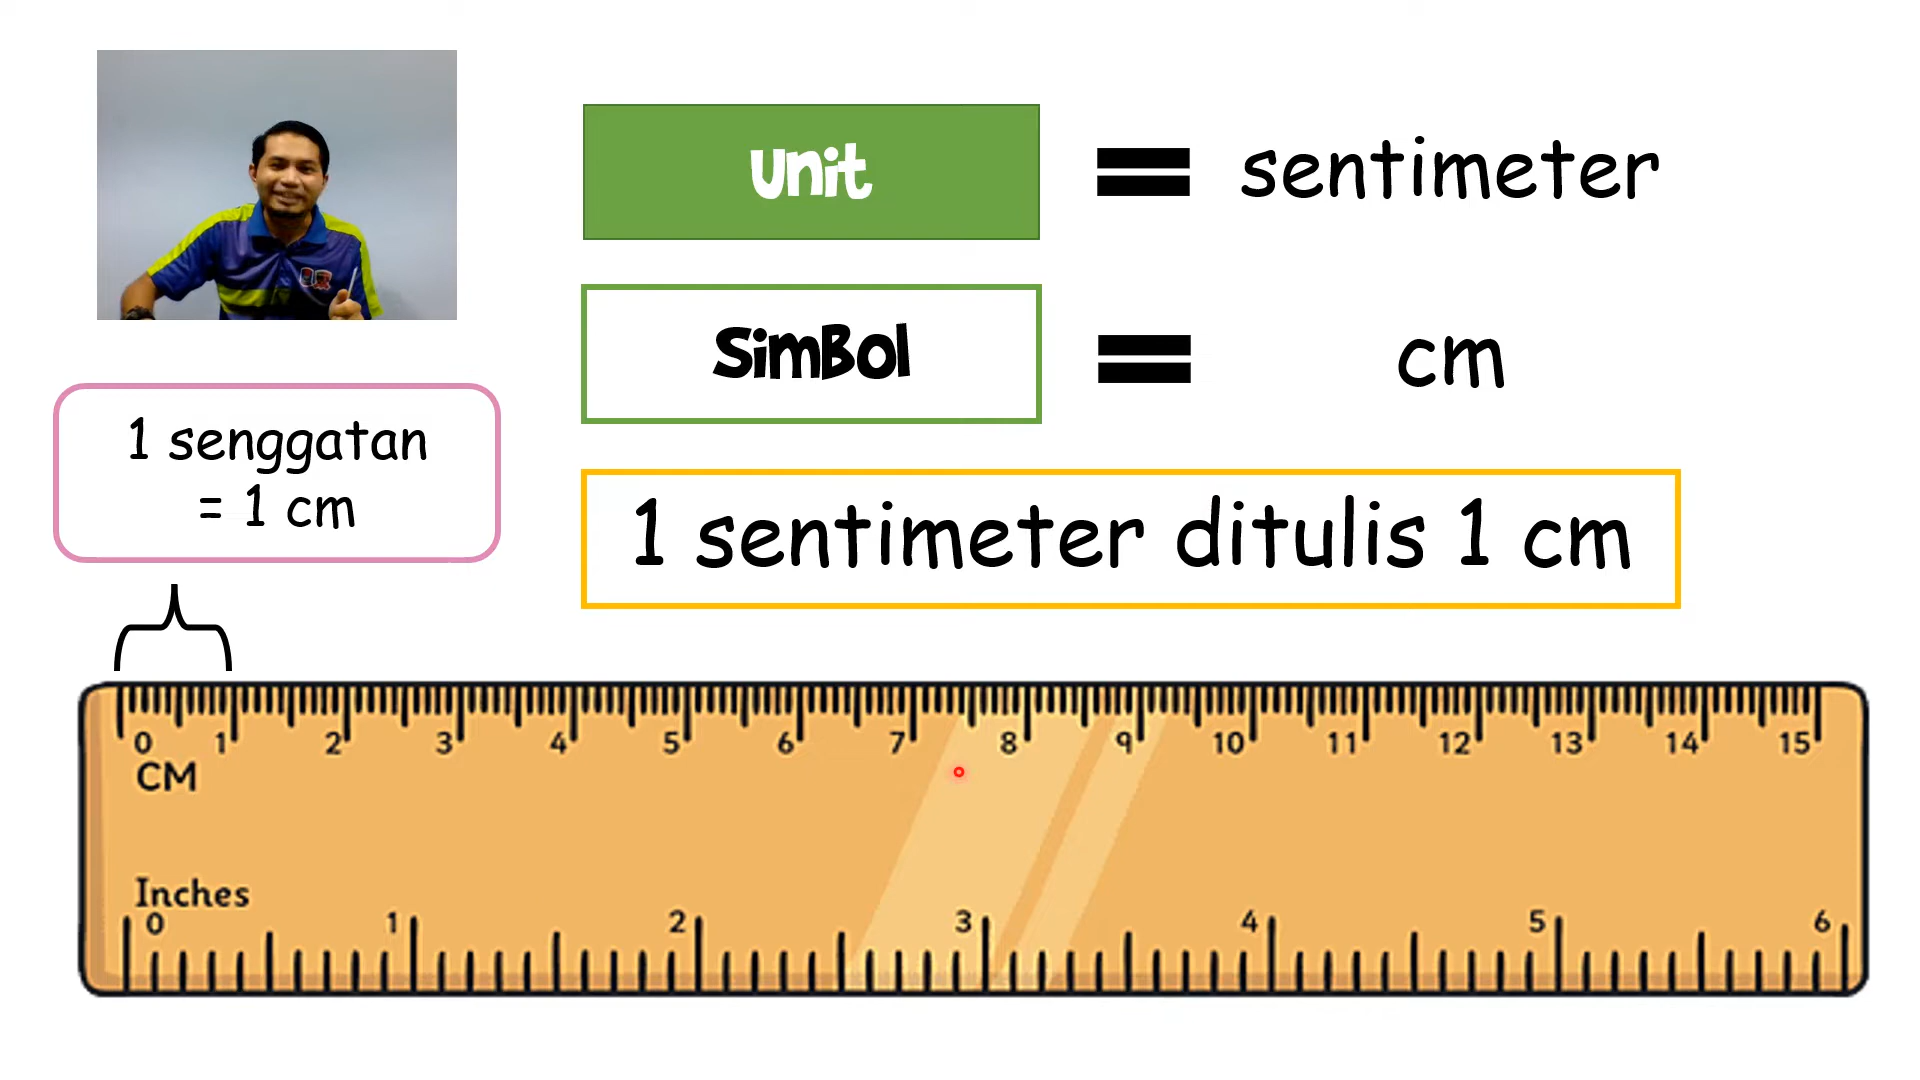 Unit = sentimeter
SimBol = cm
1 senggatan
= 1 cm
1 sentimeter ditulis 1 cm
0 1 2 3 4 5 6 7 8 9 10 11 12 13 14 15
CM
Inches
0 1 2 3 4 5 6